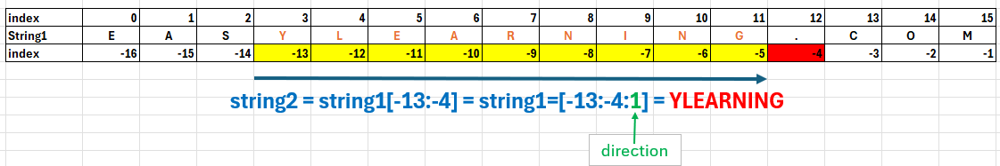 index 0 1 2 3 4 5 6 7 8 9 10 11 12 13 14 15
String1 E A S Y L E A R N I N G . C O M
index -16 -15 -14 -13 -12 -11 -10 -9 -8 -7 -6 -5 -4 -3 -2 -1
string2 = string1[-13:-4] = string1=[-13:-4:1] = YLEARNING
direction